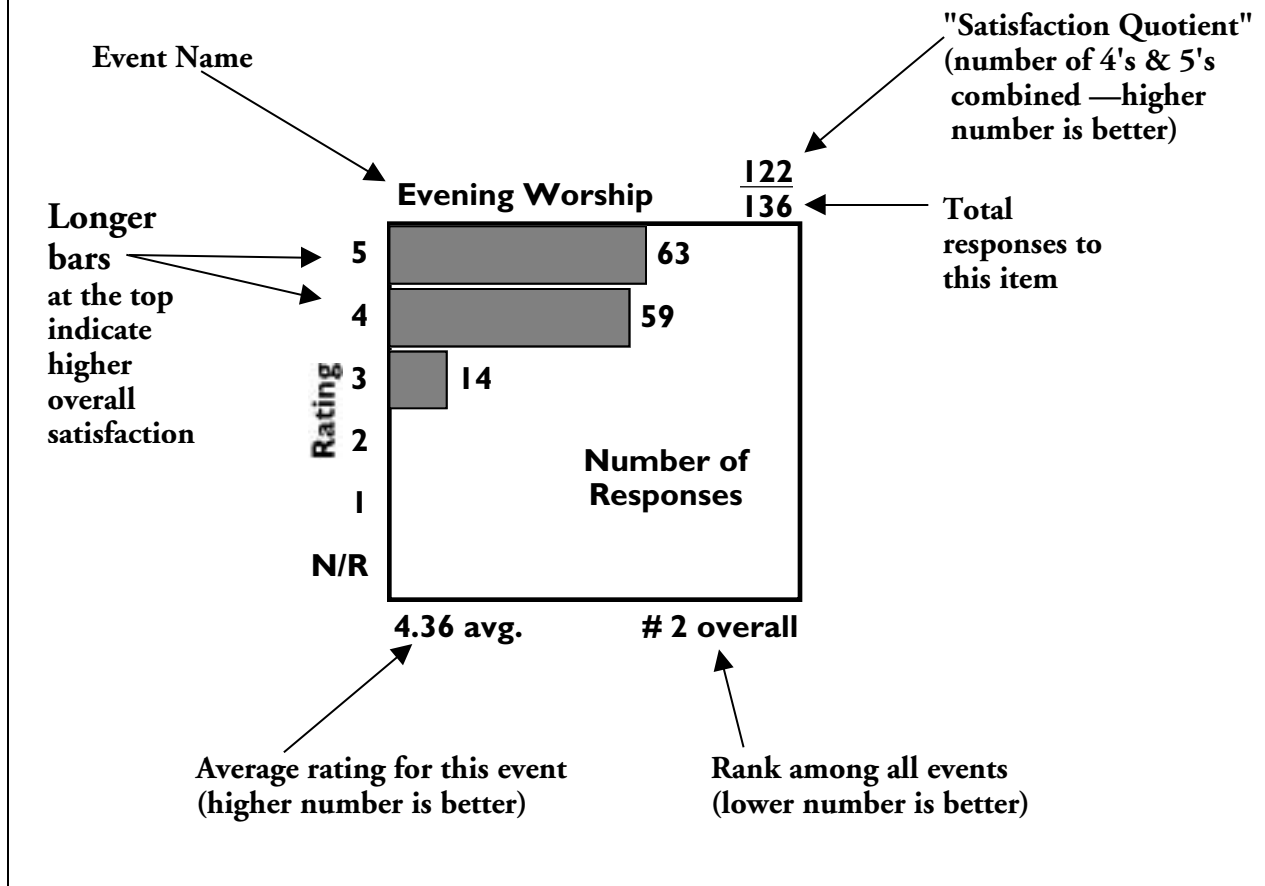 Event Name
"Satisfaction Quotient"
(number of 4's & 5's
combined —higher
number is better)
Evening Worship
122
136
Total
responses to
this item
Longer
bars
at the top
indicate
higher
overall
satisfaction
Rating
5
63
4
59
3
14
2
1
N/R
Number of
Responses
4.36 avg.
# 2 overall
Average rating for this event
(higher number is better)
Rank among all events
(lower number is better)